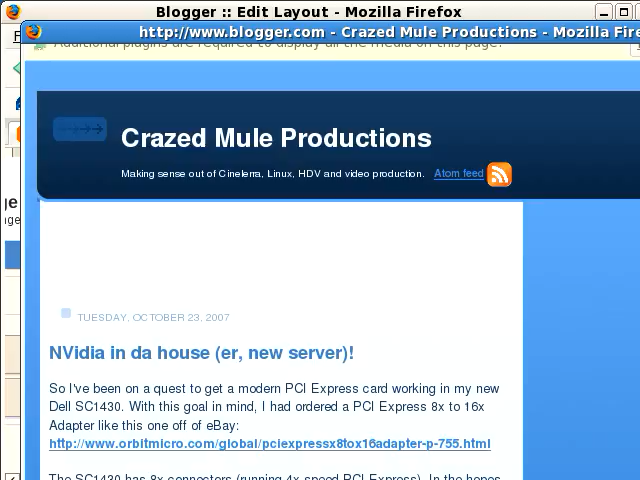 Blogger :: Edit Layout - Mozilla Firefox
http://www.blogger.com - Crazed Mule Productions - Mozilla Fire
Additional plugins are required to display all the media on this page.
Crazed Mule Productions
Making sense out of Cinelerra, Linux, HDV and video production. Atom feed
TUESDAY, OCTOBER 23, 2007
NVidia in da house (er, new server)!
So I've been on a quest to get a modern PCI Express card working in my new
Dell SC1430. With this goal in mind, I had ordered a PCI Express 8x to 16x
Adapter like this one off of eBay:
http://www.orbitmicro.com/global/pciexpressx8tox16adapter-p-755.html
The SC1430 has 8x connectors (running 4x speed PCI Express). In the hopes